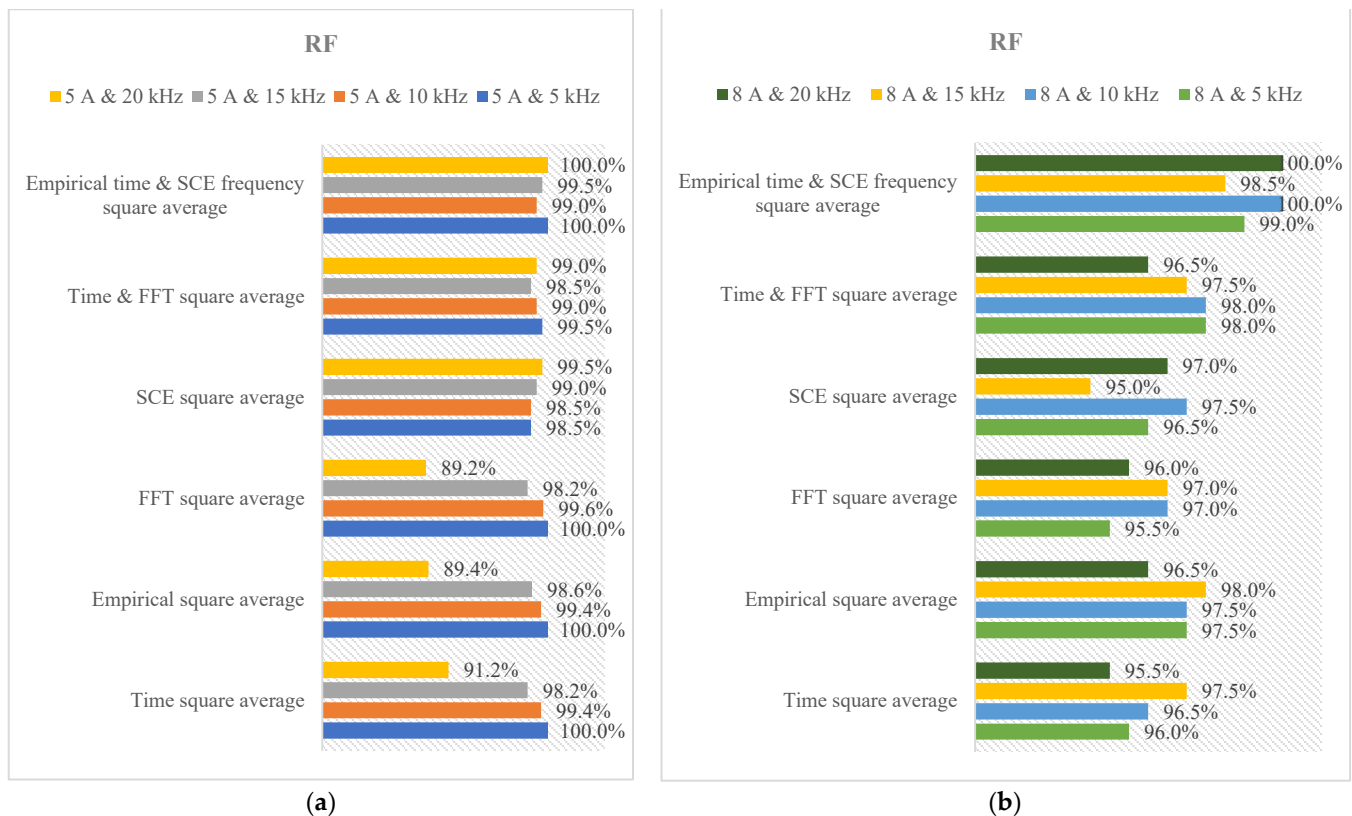 RF
5 A & 20 kHz 5 A & 15 kHz 5 A & 10 kHz 5 A & 5 kHz
Empirical time & SCE frequency
square average
100.0%
99.5%
99.0%
100.0%
Time & FFT square average
99.0%
98.5%
99.0%
99.5%
SCE square average
99.5%
99.0%
98.5%
98.5%
FFT square average
89.2%
98.2%
99.6%
100.0%
Empirical square average
89.4%
98.6%
99.4%
100.0%
Time square average
91.2%
98.2%
99.4%
100.0%
(a)
RF
8 A & 20 kHz 8 A & 15 kHz 8 A & 10 kHz 8 A & 5 kHz
Empirical time & SCE frequency
square average
100.0%
98.5%
100.0%
99.0%
Time & FFT square average
96.5%
97.5%
98.0%
98.0%
SCE square average
97.0%
95.0%
97.5%
96.5%
FFT square average
96.0%
97.0%
97.0%
95.5%
Empirical square average
96.5%
98.0%
97.5%
97.5%
Time square average
95.5%
97.5%
96.5%
96.0%
(b)